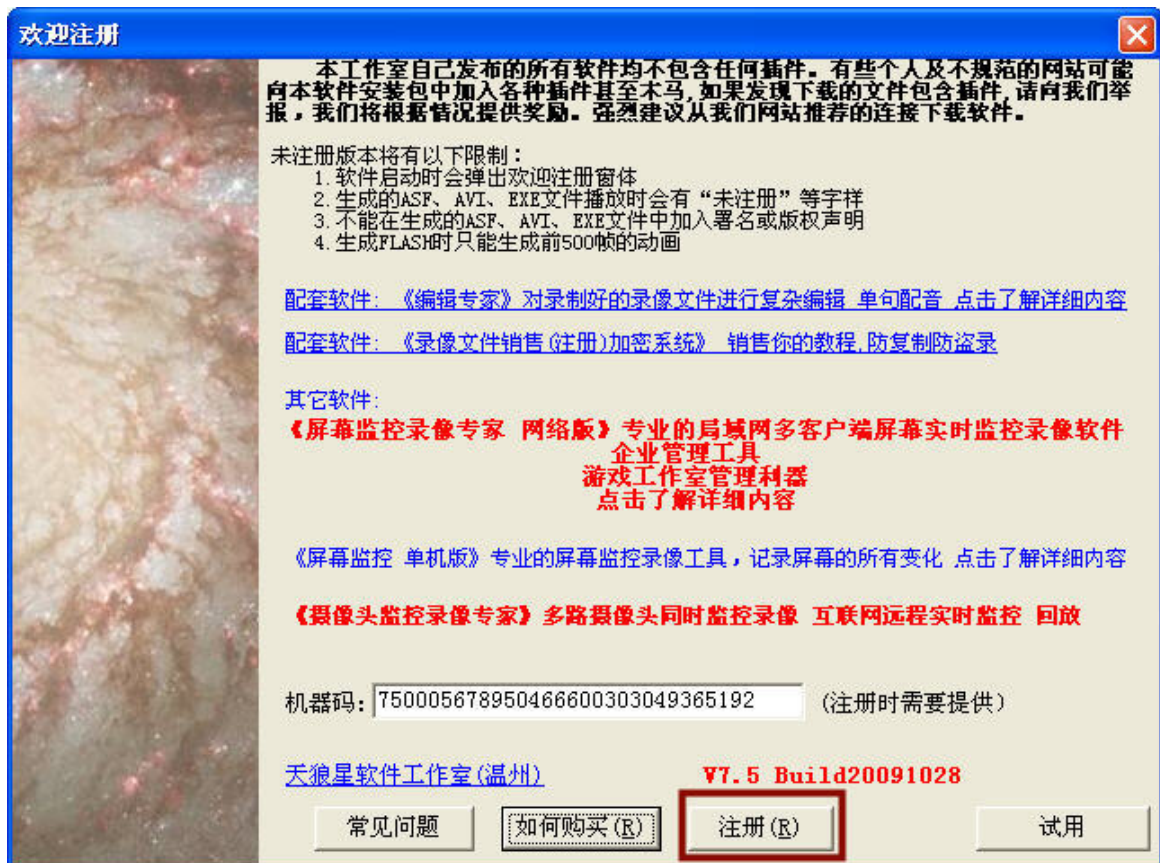 欢迎注册
本工作室自己发布的所有软件均不包含任何插件。有些个人及不规范的网站可能
向本软件安装包中加入各种插件甚至木马,如果发现下载的文件包含插件,请向我们举
报，我们将根据情况提供奖励。强烈建议从我们网站推荐的连接下载软件。
未注册版本将有以下限制：
1.软件启动时会弹出欢迎注册窗体
2.生成的ASF、AVI、EXE文件播放时会有“未注册”等字样
3.不能在生成的ASF、AVI、EXE文件中加入署名或版权声明
4.生成FLASH时只能生成前500帧的动画
配套软件: 《编辑专家》对录制好的录像文件进行复杂编辑 单句配音 点击了解详细内容
配套软件: 《录像文件销售(注册)加密系统》 销售你的教程,防复制防盗录
其它软件:
《屏幕监控录像专家 网络版》专业的局域网多客户端屏幕实时监控录像软件
企业管理工具
游戏工作室管理利器
点击了解详细内容
《屏幕监控 单机版》专业的屏幕监控录像工具，记录屏幕的所有变化 点击了解详细内容
《摄像头监控录像专家》多路摄像头同时监控录像 互联网远程实时监控 回放
机器码: 750005678950466600303049365192 (注册时需要提供)
天狼星软件工作室(温州) V7.5 Build20091028
常见问题 如何购买(R) 注册(R) 试用